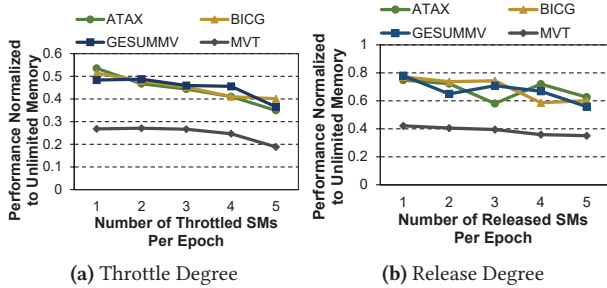 ATAX BICG
GESUMMV MVT
Performance Normalized
to Unlimited Memory
0.6
0.5
0.4
0.3
0.2
0.1
0
1 2 3 4 5
Number of Throttled SMs
Per Epoch
(a)
(a) Throttle Degree
ATAX BICG
GESUMMV MVT
Performance Normalized
to Unlimited Memory
1
0.8
0.6
0.4
0.2
0
1 2 3 4 5
Number of Released SMs
Per Epoch
(b)
(b) Release Degree